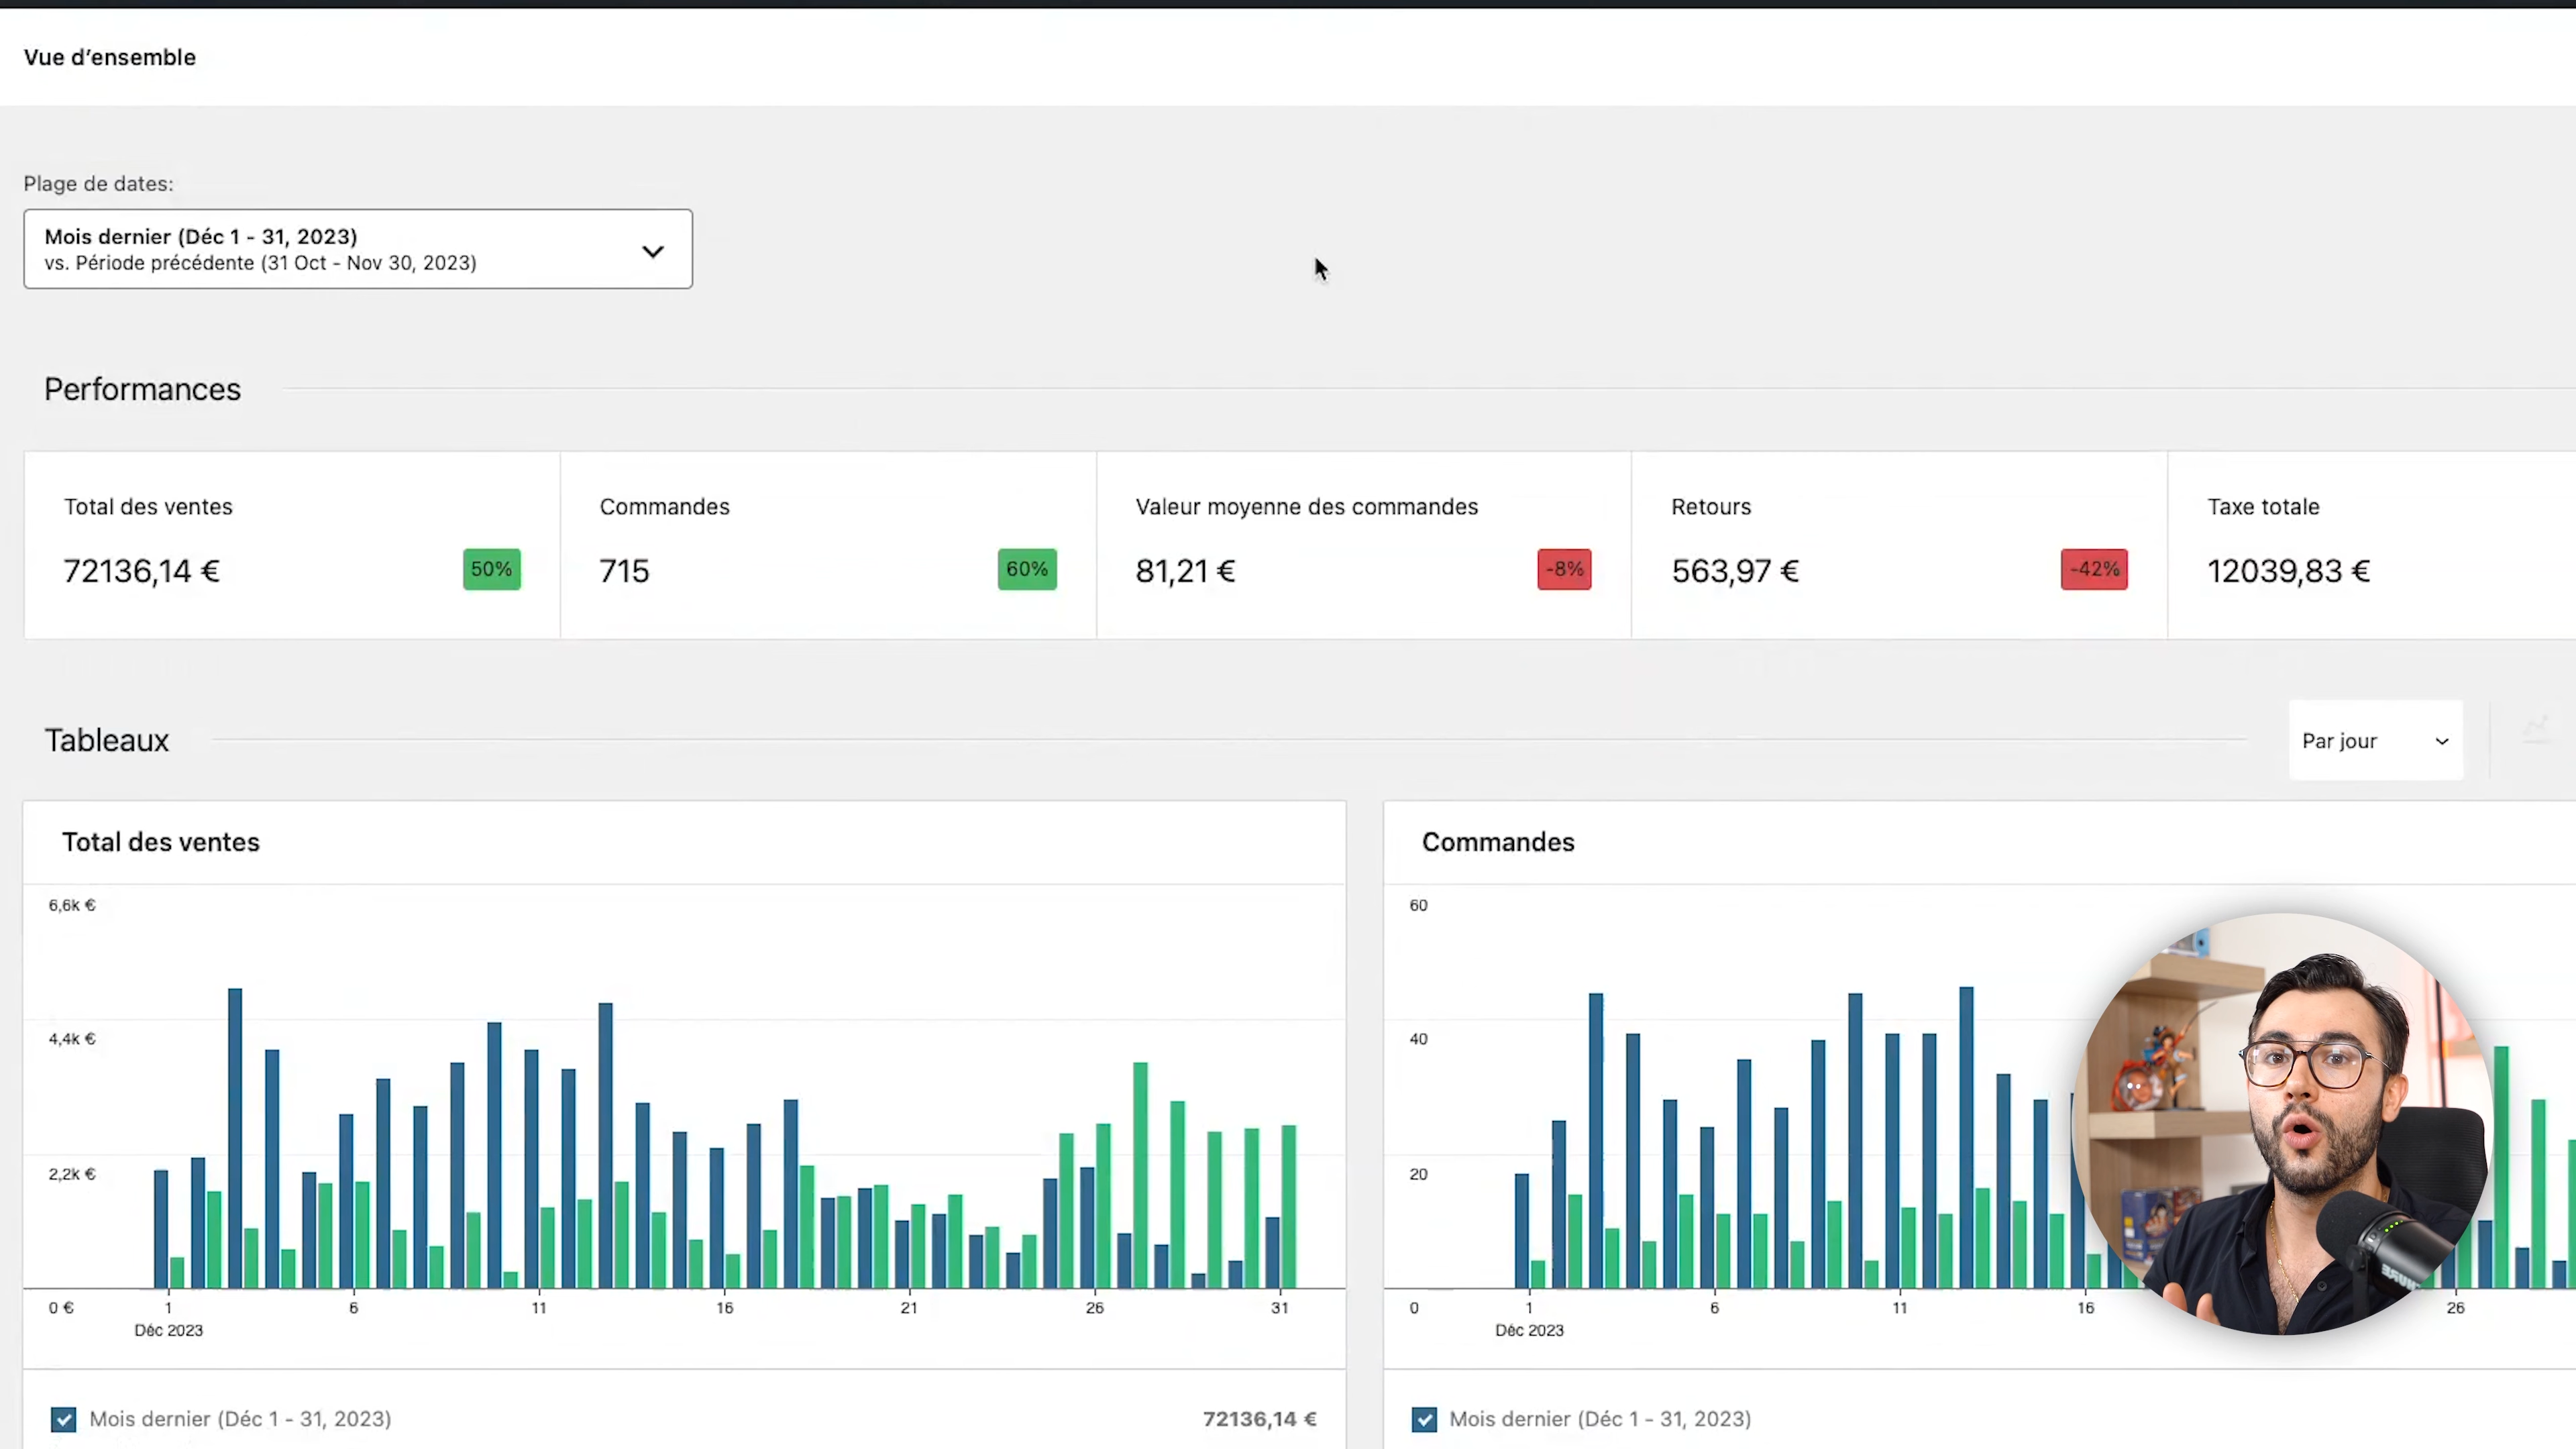 Vue d’ensemble
Plage de dates:
Mois dernier (Déc 1 - 31, 2023)
vs. Période précédente (31 Oct - Nov 30, 2023)
Performances
Total des ventes
72136,14 €
50%
Commandes
715
60%
Valeur moyenne des commandes
81,21 €
-8%
Retours
563,97 €
-42%
Taxe totale
12039,83 €
Tableaux
Par jour
Total des ventes
6,6k €
4,4k €
2,2k €
0 €
1
6
11
16
21
26
31
Déc 2023
Mois dernier (Déc 1 - 31, 2023)
72136,14 €
Commandes
60
40
20
0
1
6
11
16
26
Déc 2023
Mois dernier (Déc 1 - 31, 2023)